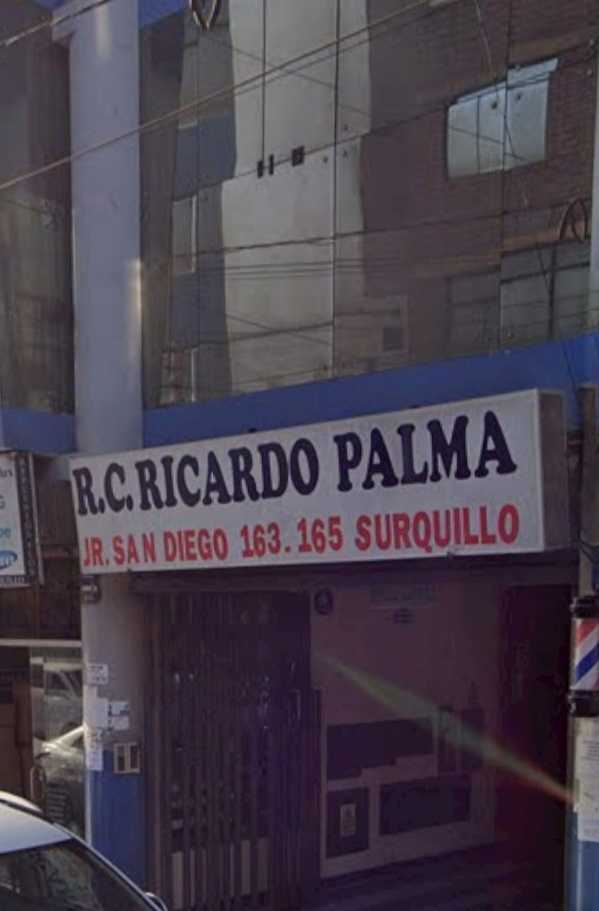 R.C. RICARDO PALMA
JR. SAN DIEGO 163. 165 SURQUILLO